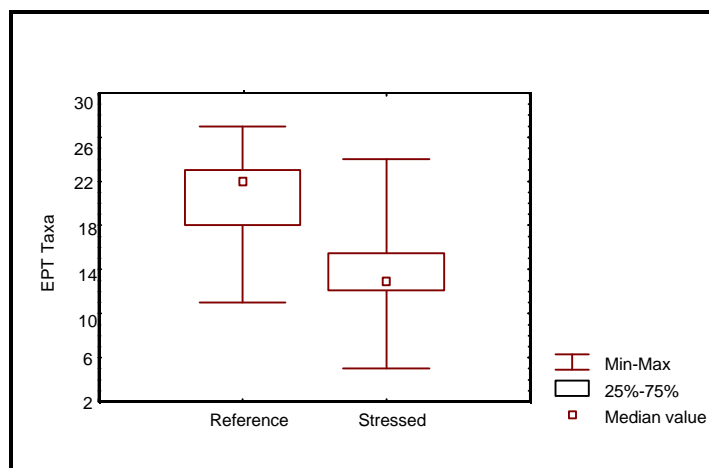 EPT Taxa
30
26
22
18
14
10
6
2
Reference Stressed
Min-Max
25%-75%
Median value